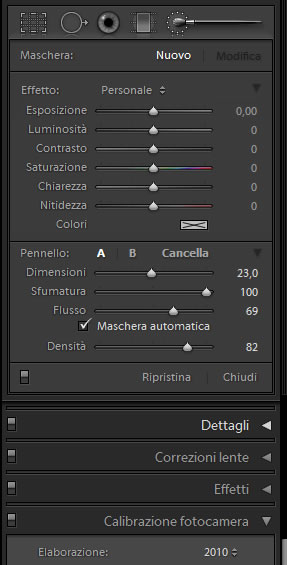 Maschera: Nuovo Modifica
Effetto: Personale
Esposizione 0,00
Luminosità 0
Contrasto 0
Saturazione 0
Chiarezza 0
Nitidezza 0
Colori
Pennello: A B Cancella
Dimensioni 23,0
Sfumatura 100
Flusso 69
Maschera automatica
Densità 82
Ripristina Chiudi
Dettagli
Correzioni lente
Effetti
Calibrazione fotocamera
Elaborazione: 2010